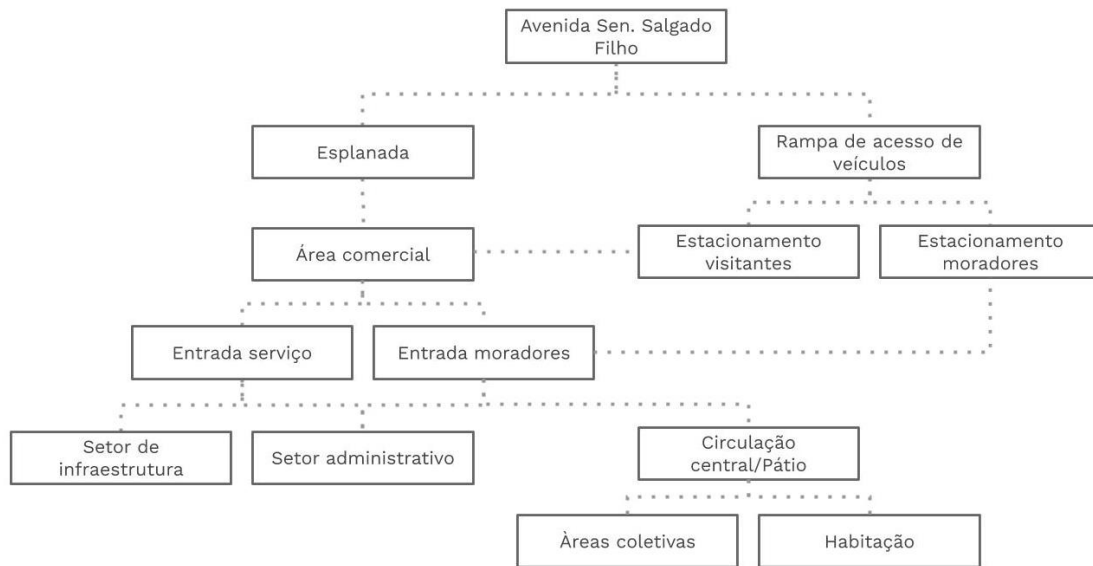 Avenida Sen. Salgado
Filho
Esplanada
Rampa de acesso de
veículos
Área comercial
Estacionamento
visitantes
Estacionamento
moradores
Entrada serviço
Entrada moradores
Setor de
infraestrutura
Setor administrativo
Circulação
central/Pátio
Àreas coletivas
Habitação